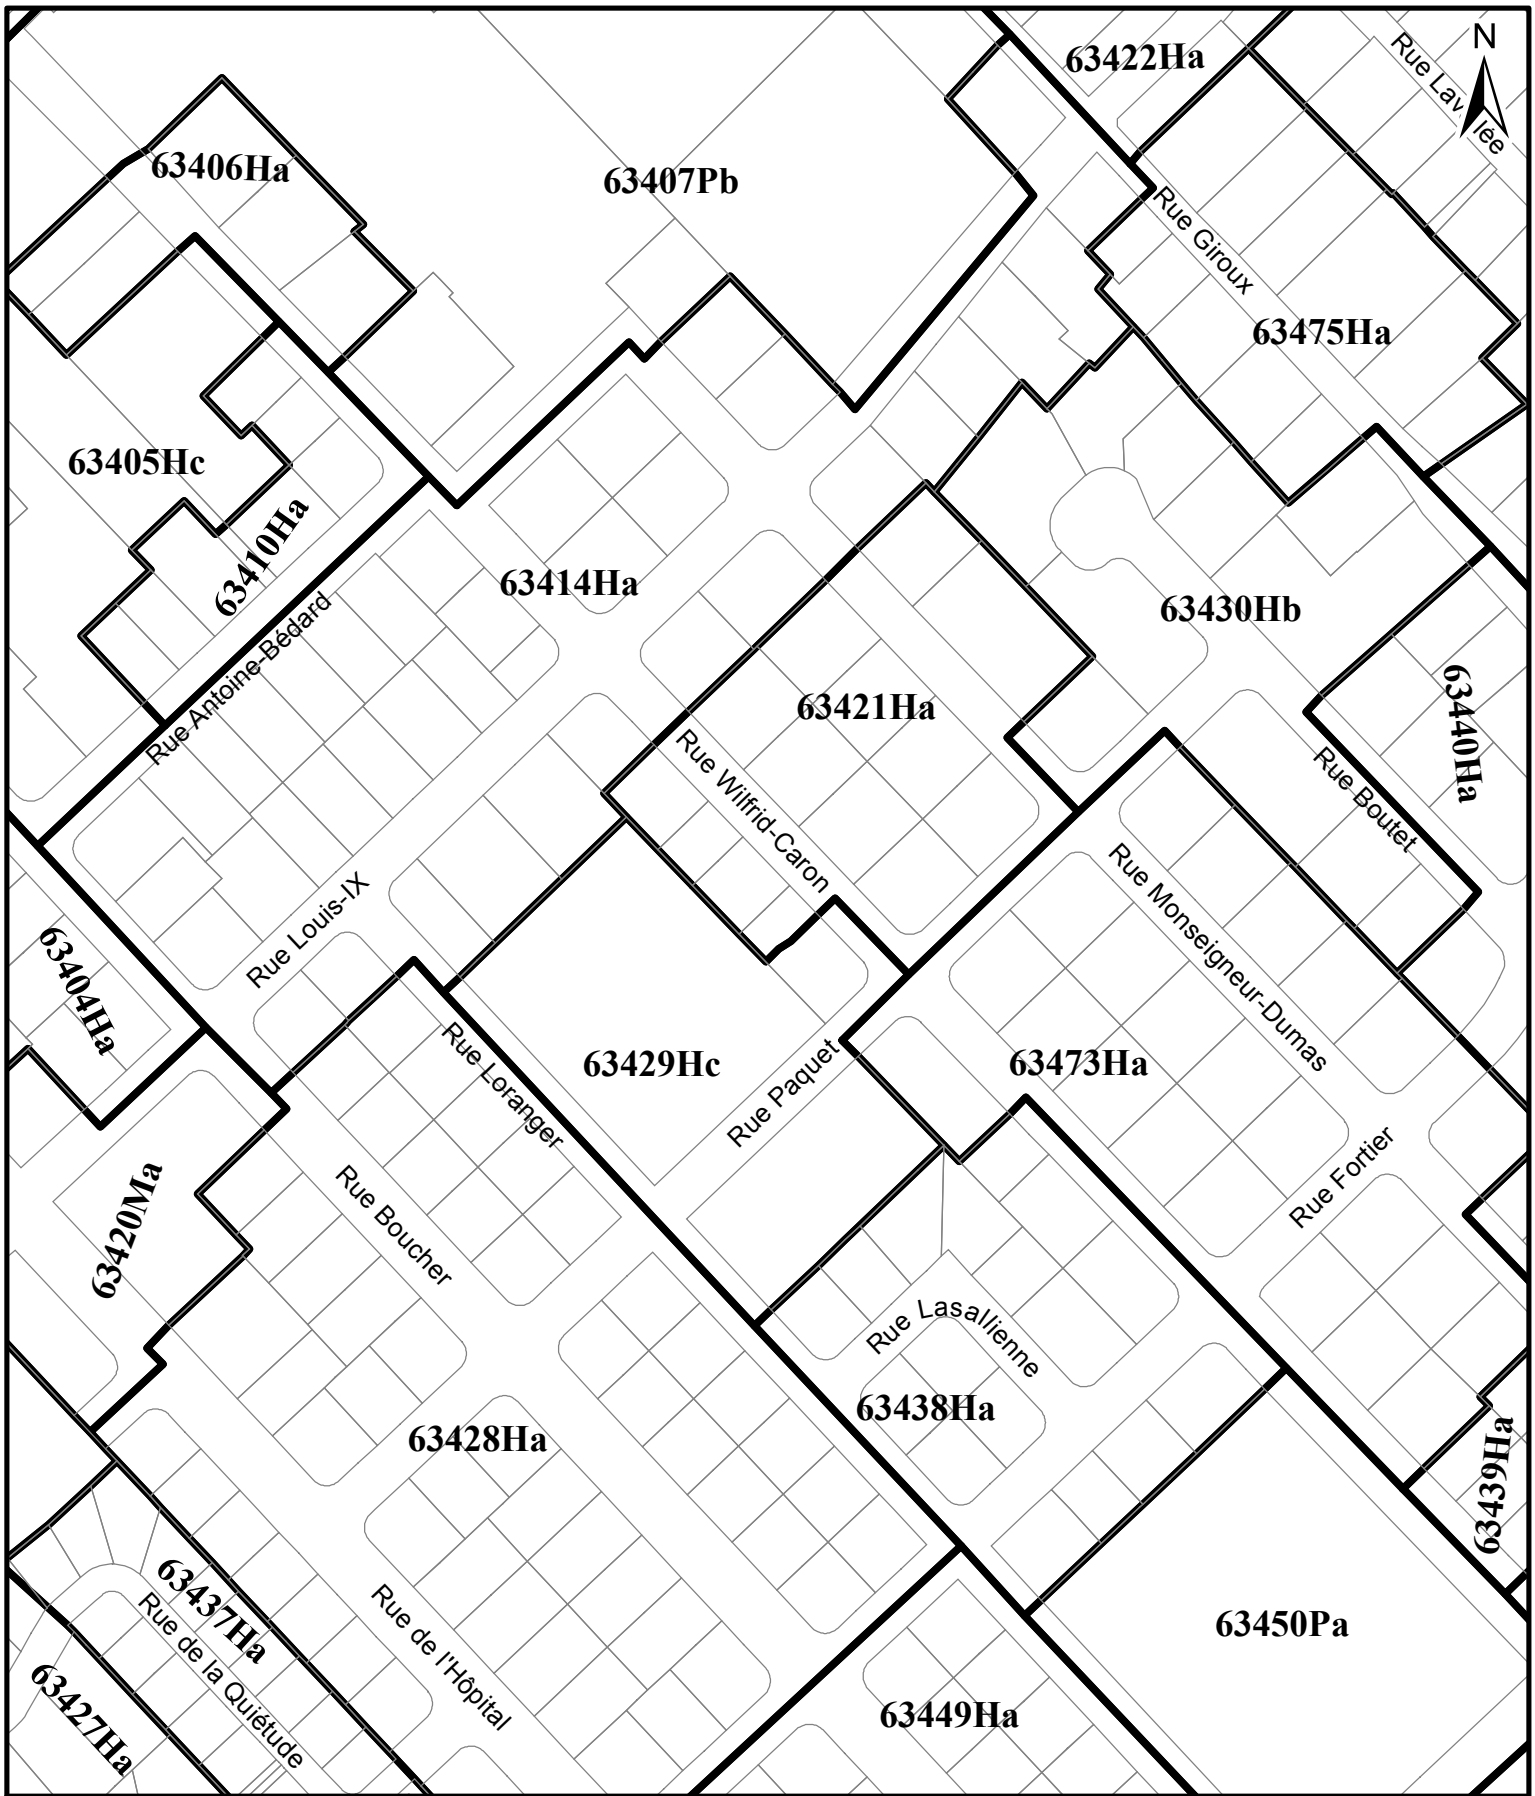 63422Ha
N
Rue Lavallée
63406Ha
63407Pb
Rue Giroux
63475Ha
63405Hc
63410Ha
63414Ha
63430Hb
Rue Antoine-Bédard
63421Ha
63440Ha
Rue Wilfrid-Caron
Rue Boutet
Rue Louis-IX
Rue Monseigneur-Dumas
63404Ha
Rue Loranger
63429Hc
Rue Paquet
63473Ha
63420Ma
Rue Boucher
Rue Fortier
Rue Lasallienne
63438Ha
63428Ha
63439Ha
63437Ha
Rue de la Quiétude
Rue de l'Hôpital
63450Pa
63427Ha
63449Ha